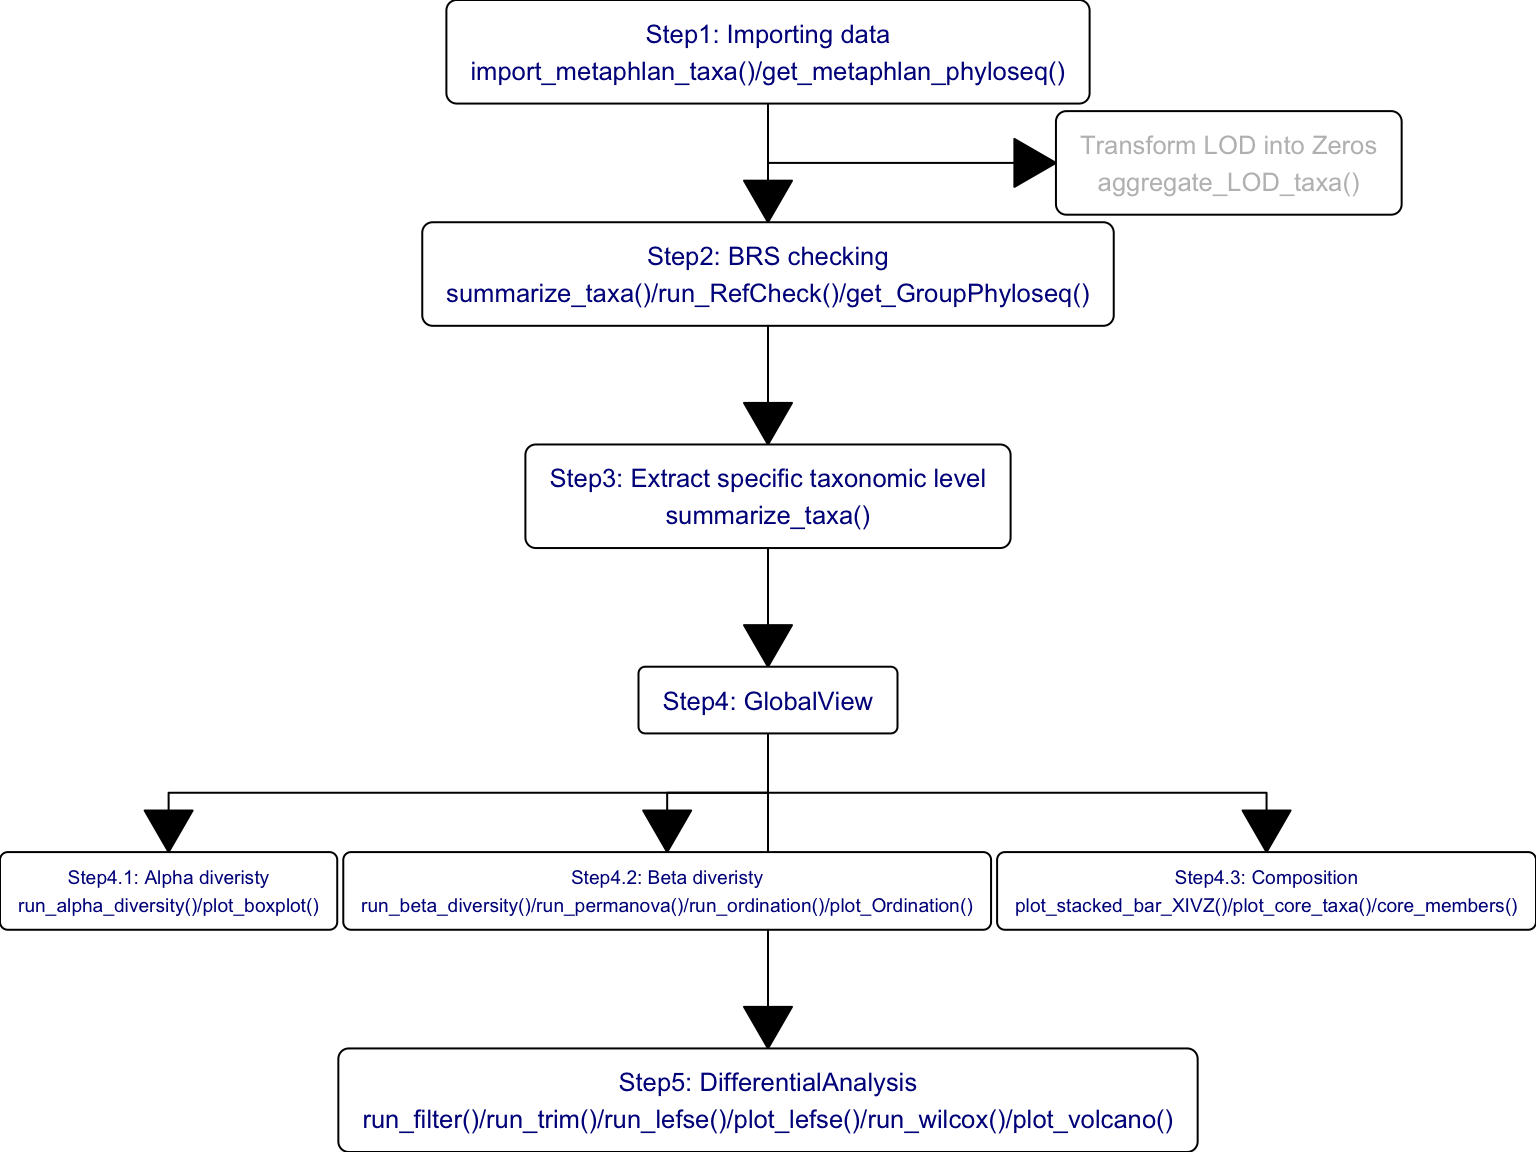 Step1: Importing data
import_metaphlan_taxa()/get_metaphlan_phyloseq()
Transform LOD into Zeros
aggregate_LOD_taxa()
Step2: BRS checking
summarize_taxa()/run_RefCheck()/get_GroupPhyloseq()
Step3: Extract specific taxonomic level
summarize_taxa()
Step4: GlobalView
Step4.1: Alpha diveristy
run_alpha_diversity()/plot_boxplot()
Step4.2: Beta diveristy
run_beta_diversity()/run_permanova()/run_ordination()/plot_Ordination()
Step4.3: Composition
plot_stacked_bar_XIVZ()/plot_core_taxa()/core_members()
Step5: DifferentialAnalysis
run_filter()/run_trim()/run_lefse()/plot_lefse()/run_wilcox()/plot_volcano()